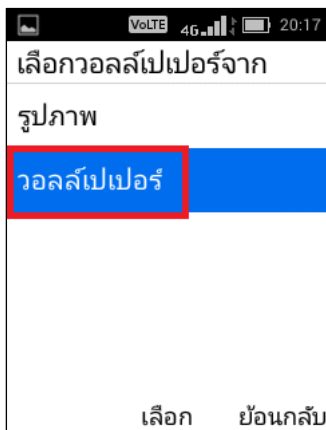 VoLTE 4G 20:17
เลือกวอลล์เปเปอร์จาก
รูปภาพ
วอลล์เปเปอร์
เลือก ย้อนกลับ